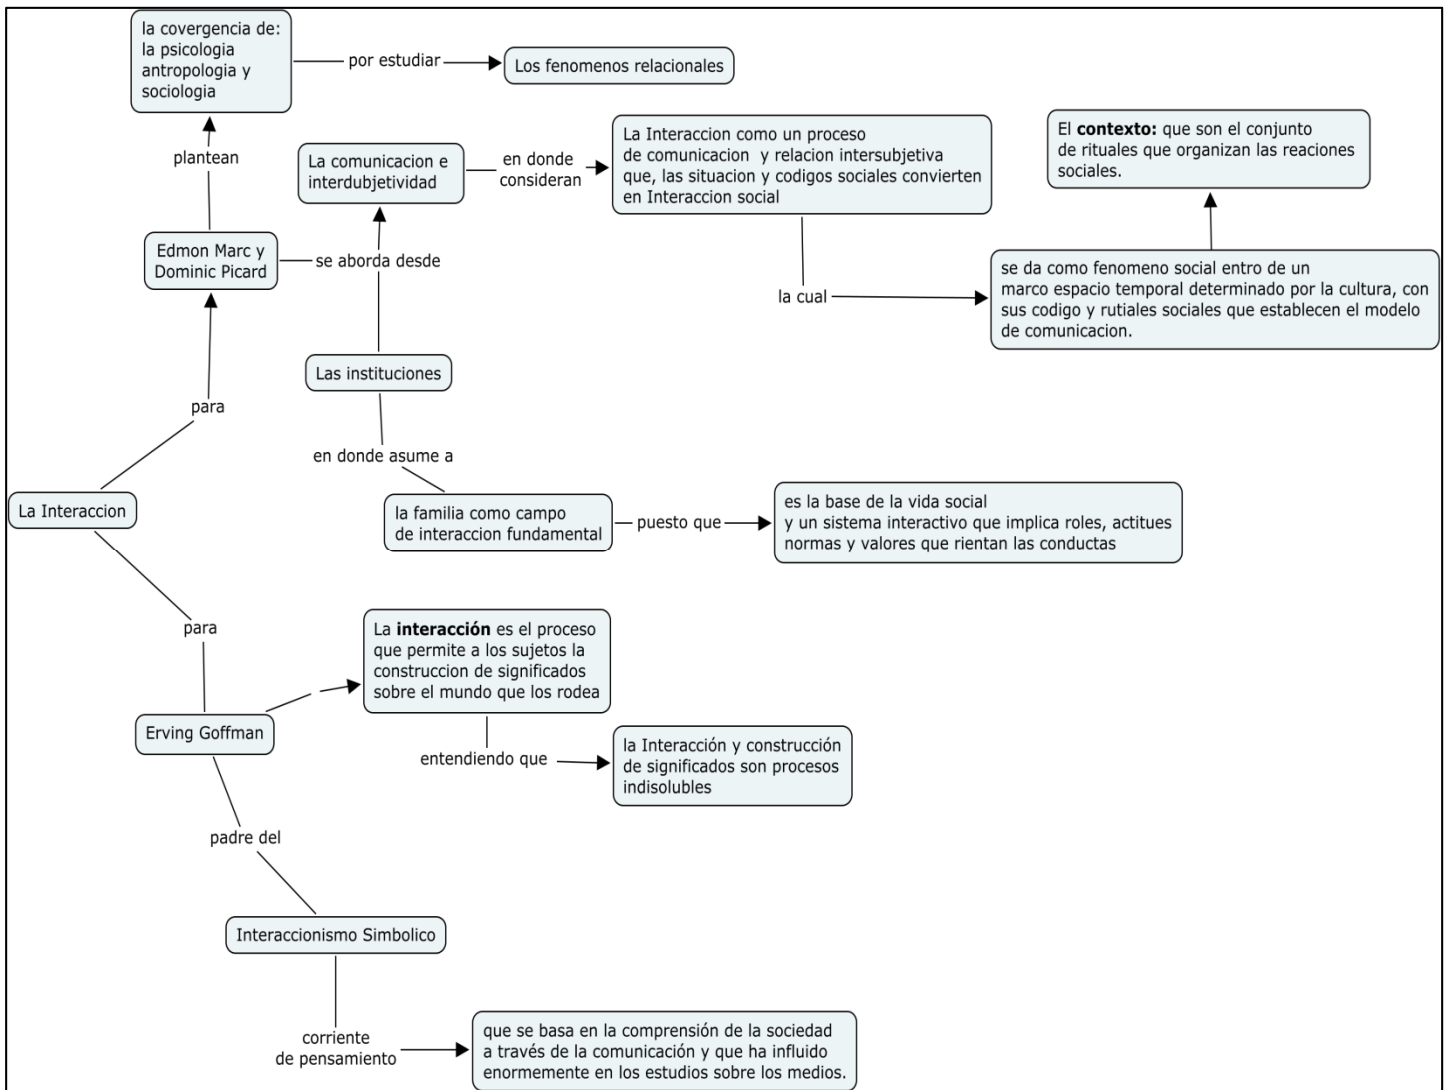 la covergencia de:
la psicologia
antropologia y
sociologia
por estudiar
Los fenomenos relacionales
plantean
La comunicacion e
interdubjetividad
en donde
consideran
La Interaccion como un proceso
de comunicacion y relacion intersubjetiva
que, las situacion y codigos sociales convierten
en Interaccion social
El contexto: que son el conjunto
de rituales que organizan las reaciones
sociales.
Edmon Marc y
Dominic Picard
se aborda desde
la cual
se da como fenomeno social entro de un
marco espacio temporal determinado por la cultura, con
sus codigo y rutiales sociales que establecen el modelo
de comunicacion.
Las instituciones
para
en donde asume a
La Interaccion
la familia como campo
de interaccion fundamental
puesto que
es la base de la vida social
y un sistema interactivo que implica roles, actitues
normas y valores que rientan las conductas
para
La interacción es el proceso
que permite a los sujetos la
construccion de significados
sobre el mundo que los rodea
Erving Goffman
entendiendo que
la Interacción y construcción
de significados son procesos
indisolubles
padre del
Interaccionismo Simbolico
corriente
de pensamiento
que se basa en la comprensión de la sociedad
a través de la comunicación y que ha influido
enormemente en los estudios sobre los medios.